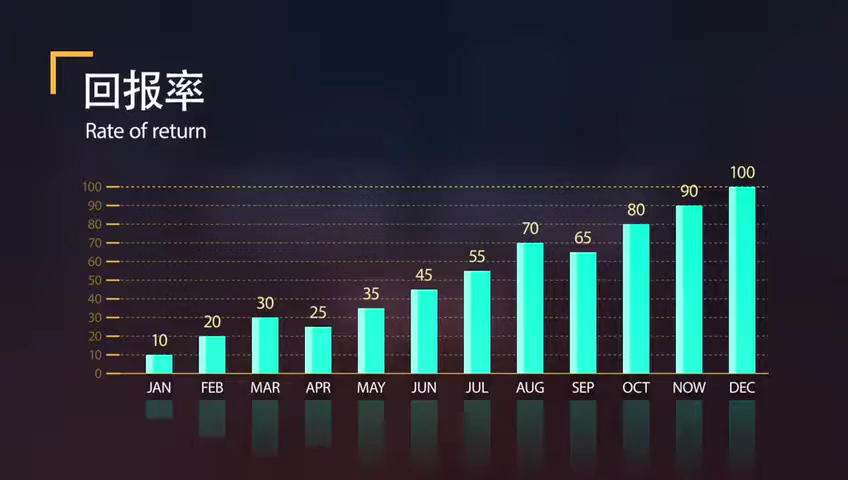 回报率
Rate of return
100
90
80
70
60
50
40
30
20
10
0
10 20 30 25 35 45 55 70 65 80 90 100
JAN FEB MAR APR MAY JUN JUL AUG SEP OCT NOW DEC